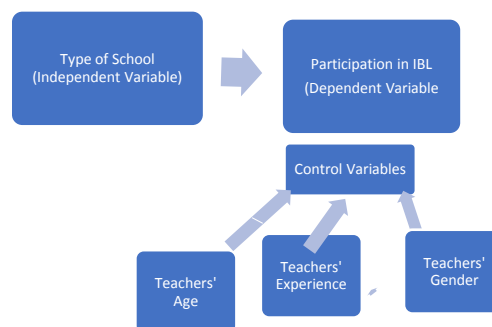 Type of School
(Independent Variable)
Participation in IBL
(Dependent Variable
Control Variables
Teachers'
Age
Teachers'
Experience
Teachers'
Gender